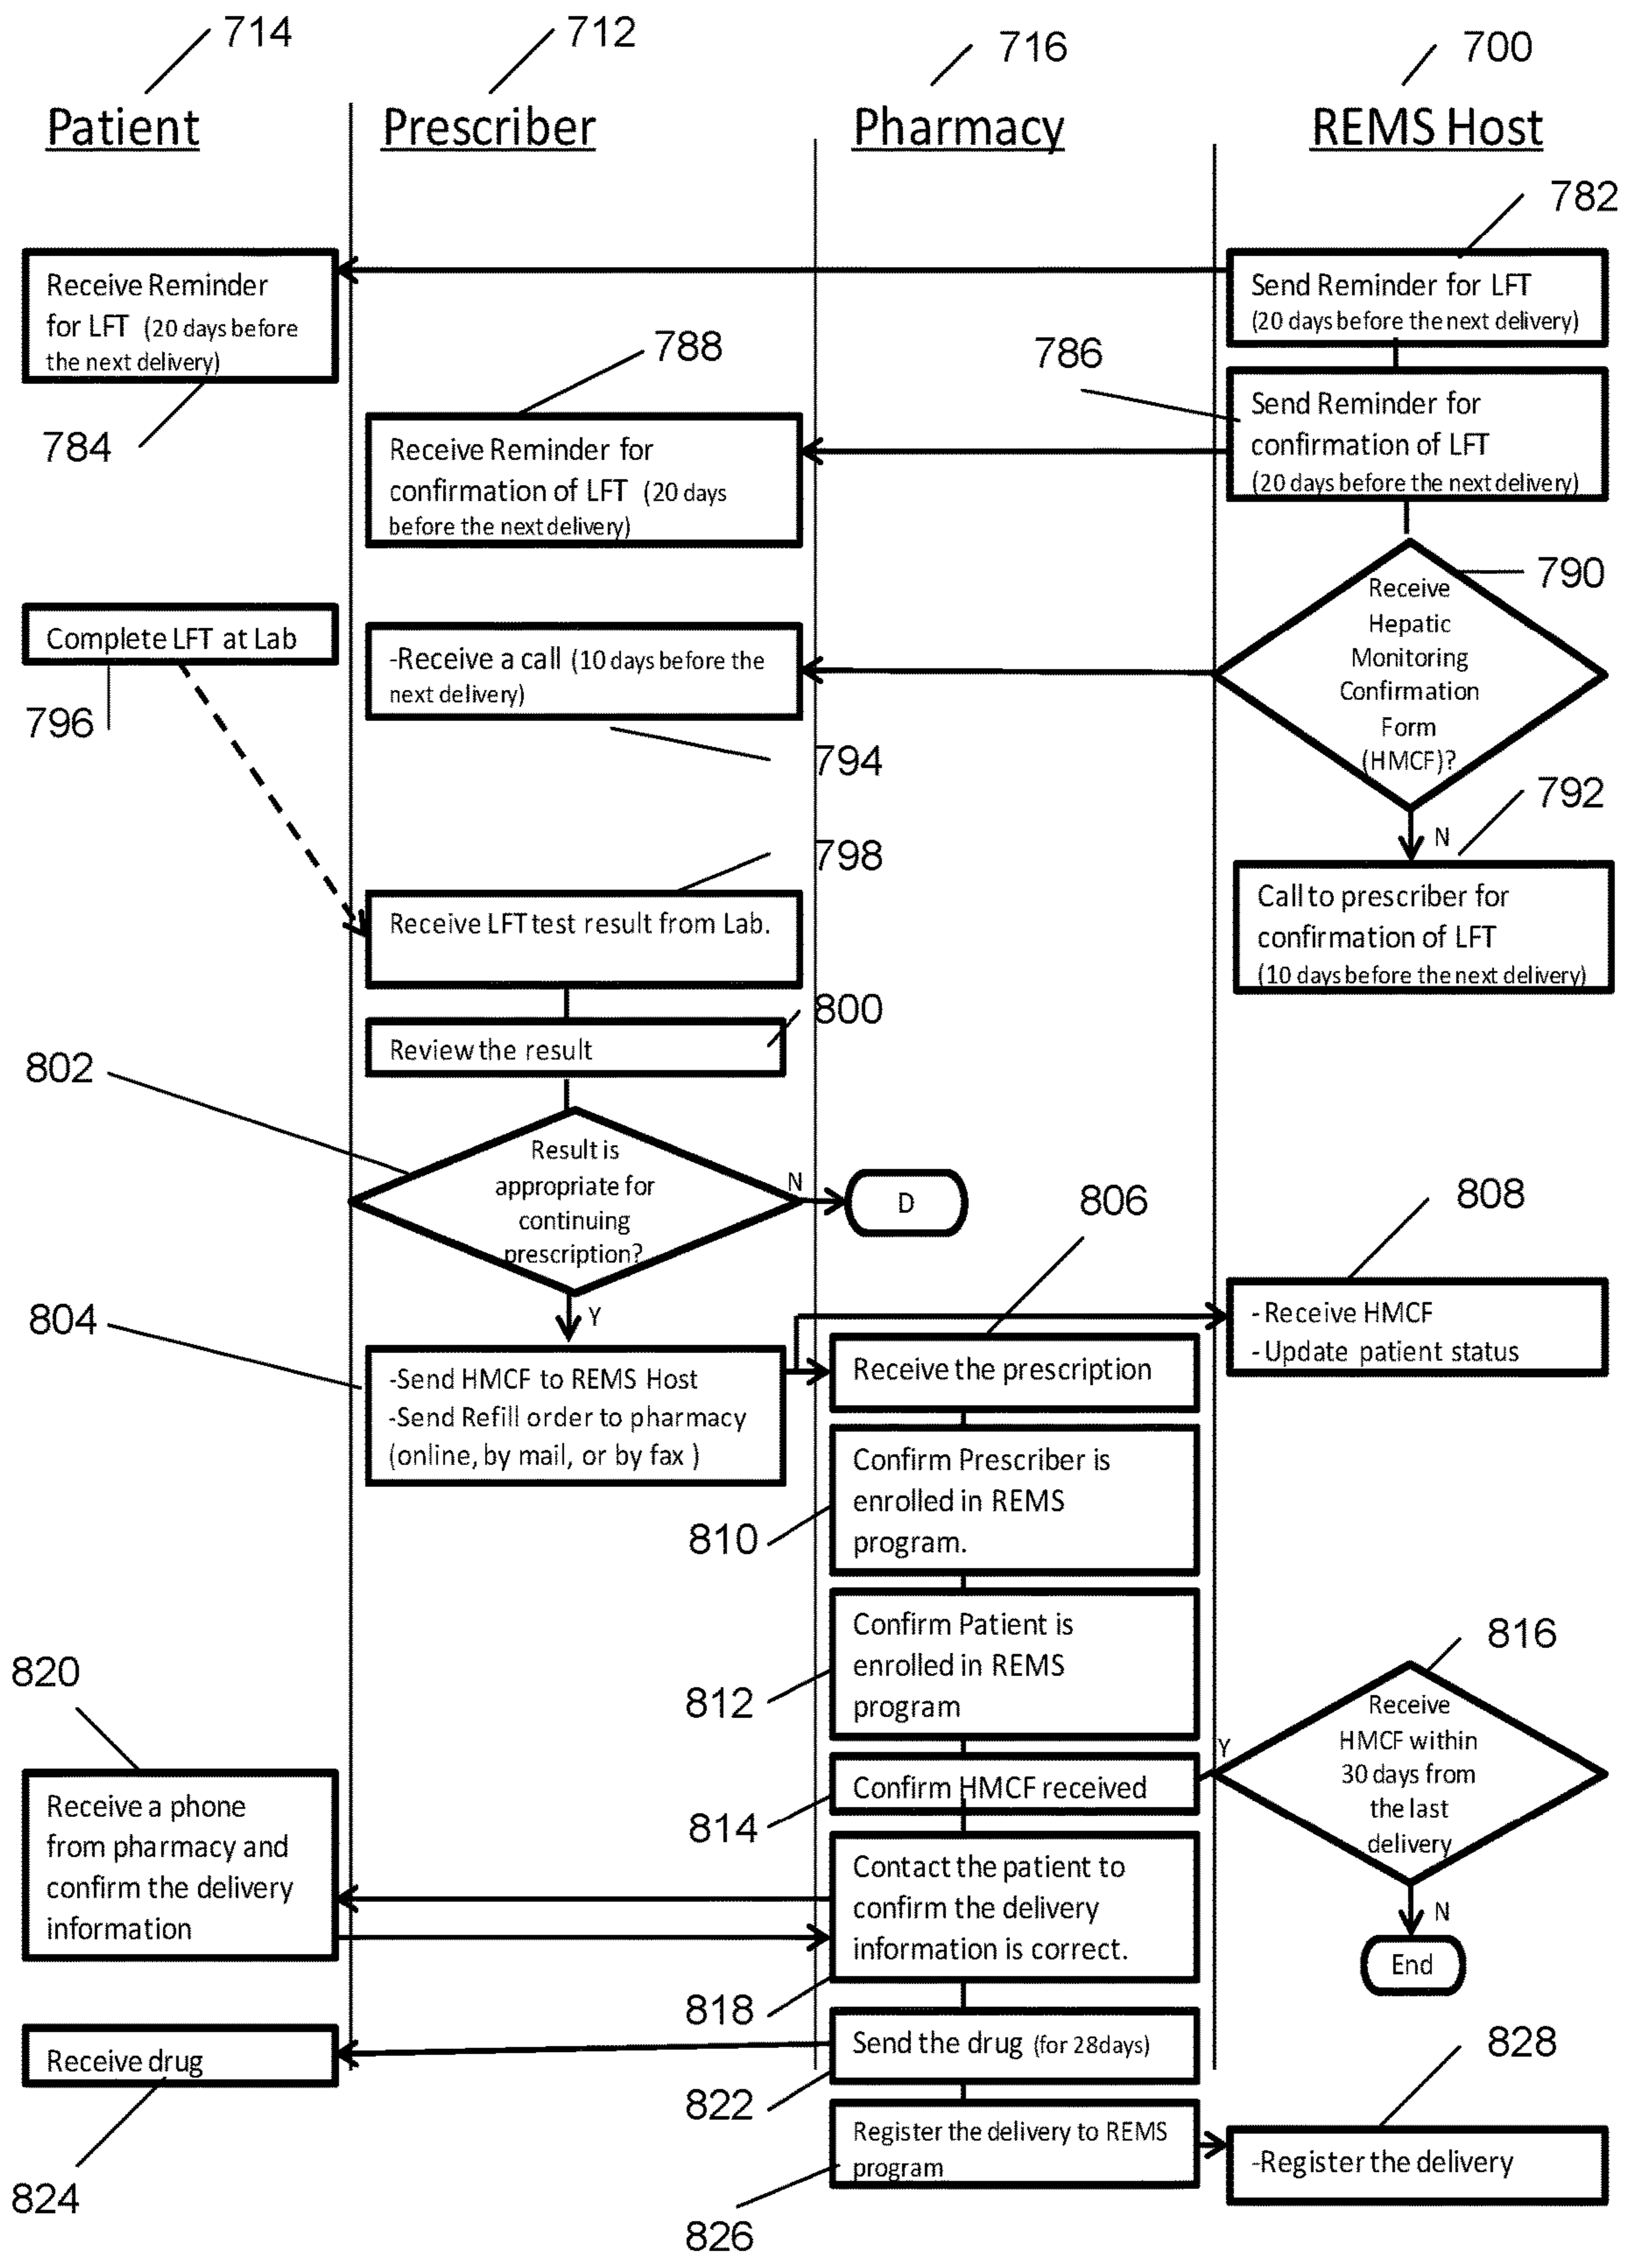 714
712
716
700
Patient
Prescriber
Pharmacy
REMS Host
782
Receive Reminder
for LFT (20 days before
the next delivery)
784
Send Reminder for LFT
(20 days before the next delivery)
788
786
Receive Reminder for
confirmation of LFT (20 days
before the next delivery)
Send Reminder for
confirmation of LFT
(20 days before the next delivery)
790
Receive
Hepatic
Monitoring
Confirmation
Form
(HMCF)?
Complete LFT at Lab
796
-Receive a call (10 days before the
next delivery)
794
792
N
798
Receive LFT test result from Lab.
Call to prescriber for
confirmation of LFT
(10 days before the next delivery)
800
Review the result
802
Result is
appropriate for
continuing
prescription?
N
D
Y
806
808
804
-Send HMCF to REMS Host
-Send Refill order to pharmacy
(online, by mail, or by fax )
Receive the prescription
- Receive HMCF
- Update patient status
Confirm Prescriber is
enrolled in REMS
program.
810
Confirm Patient is
enrolled in REMS
program
812
816
Receive
HMCF within
30 days from
the last
delivery
Y
N
End
820
Receive a phone
from pharmacy and
confirm the delivery
information
Confirm HMCF received
814
Contact the patient to
confirm the delivery
information is correct.
818
Receive drug
824
Send the drug (for 28days)
822
828
Register the delivery to REMS
program
826
-Register the delivery